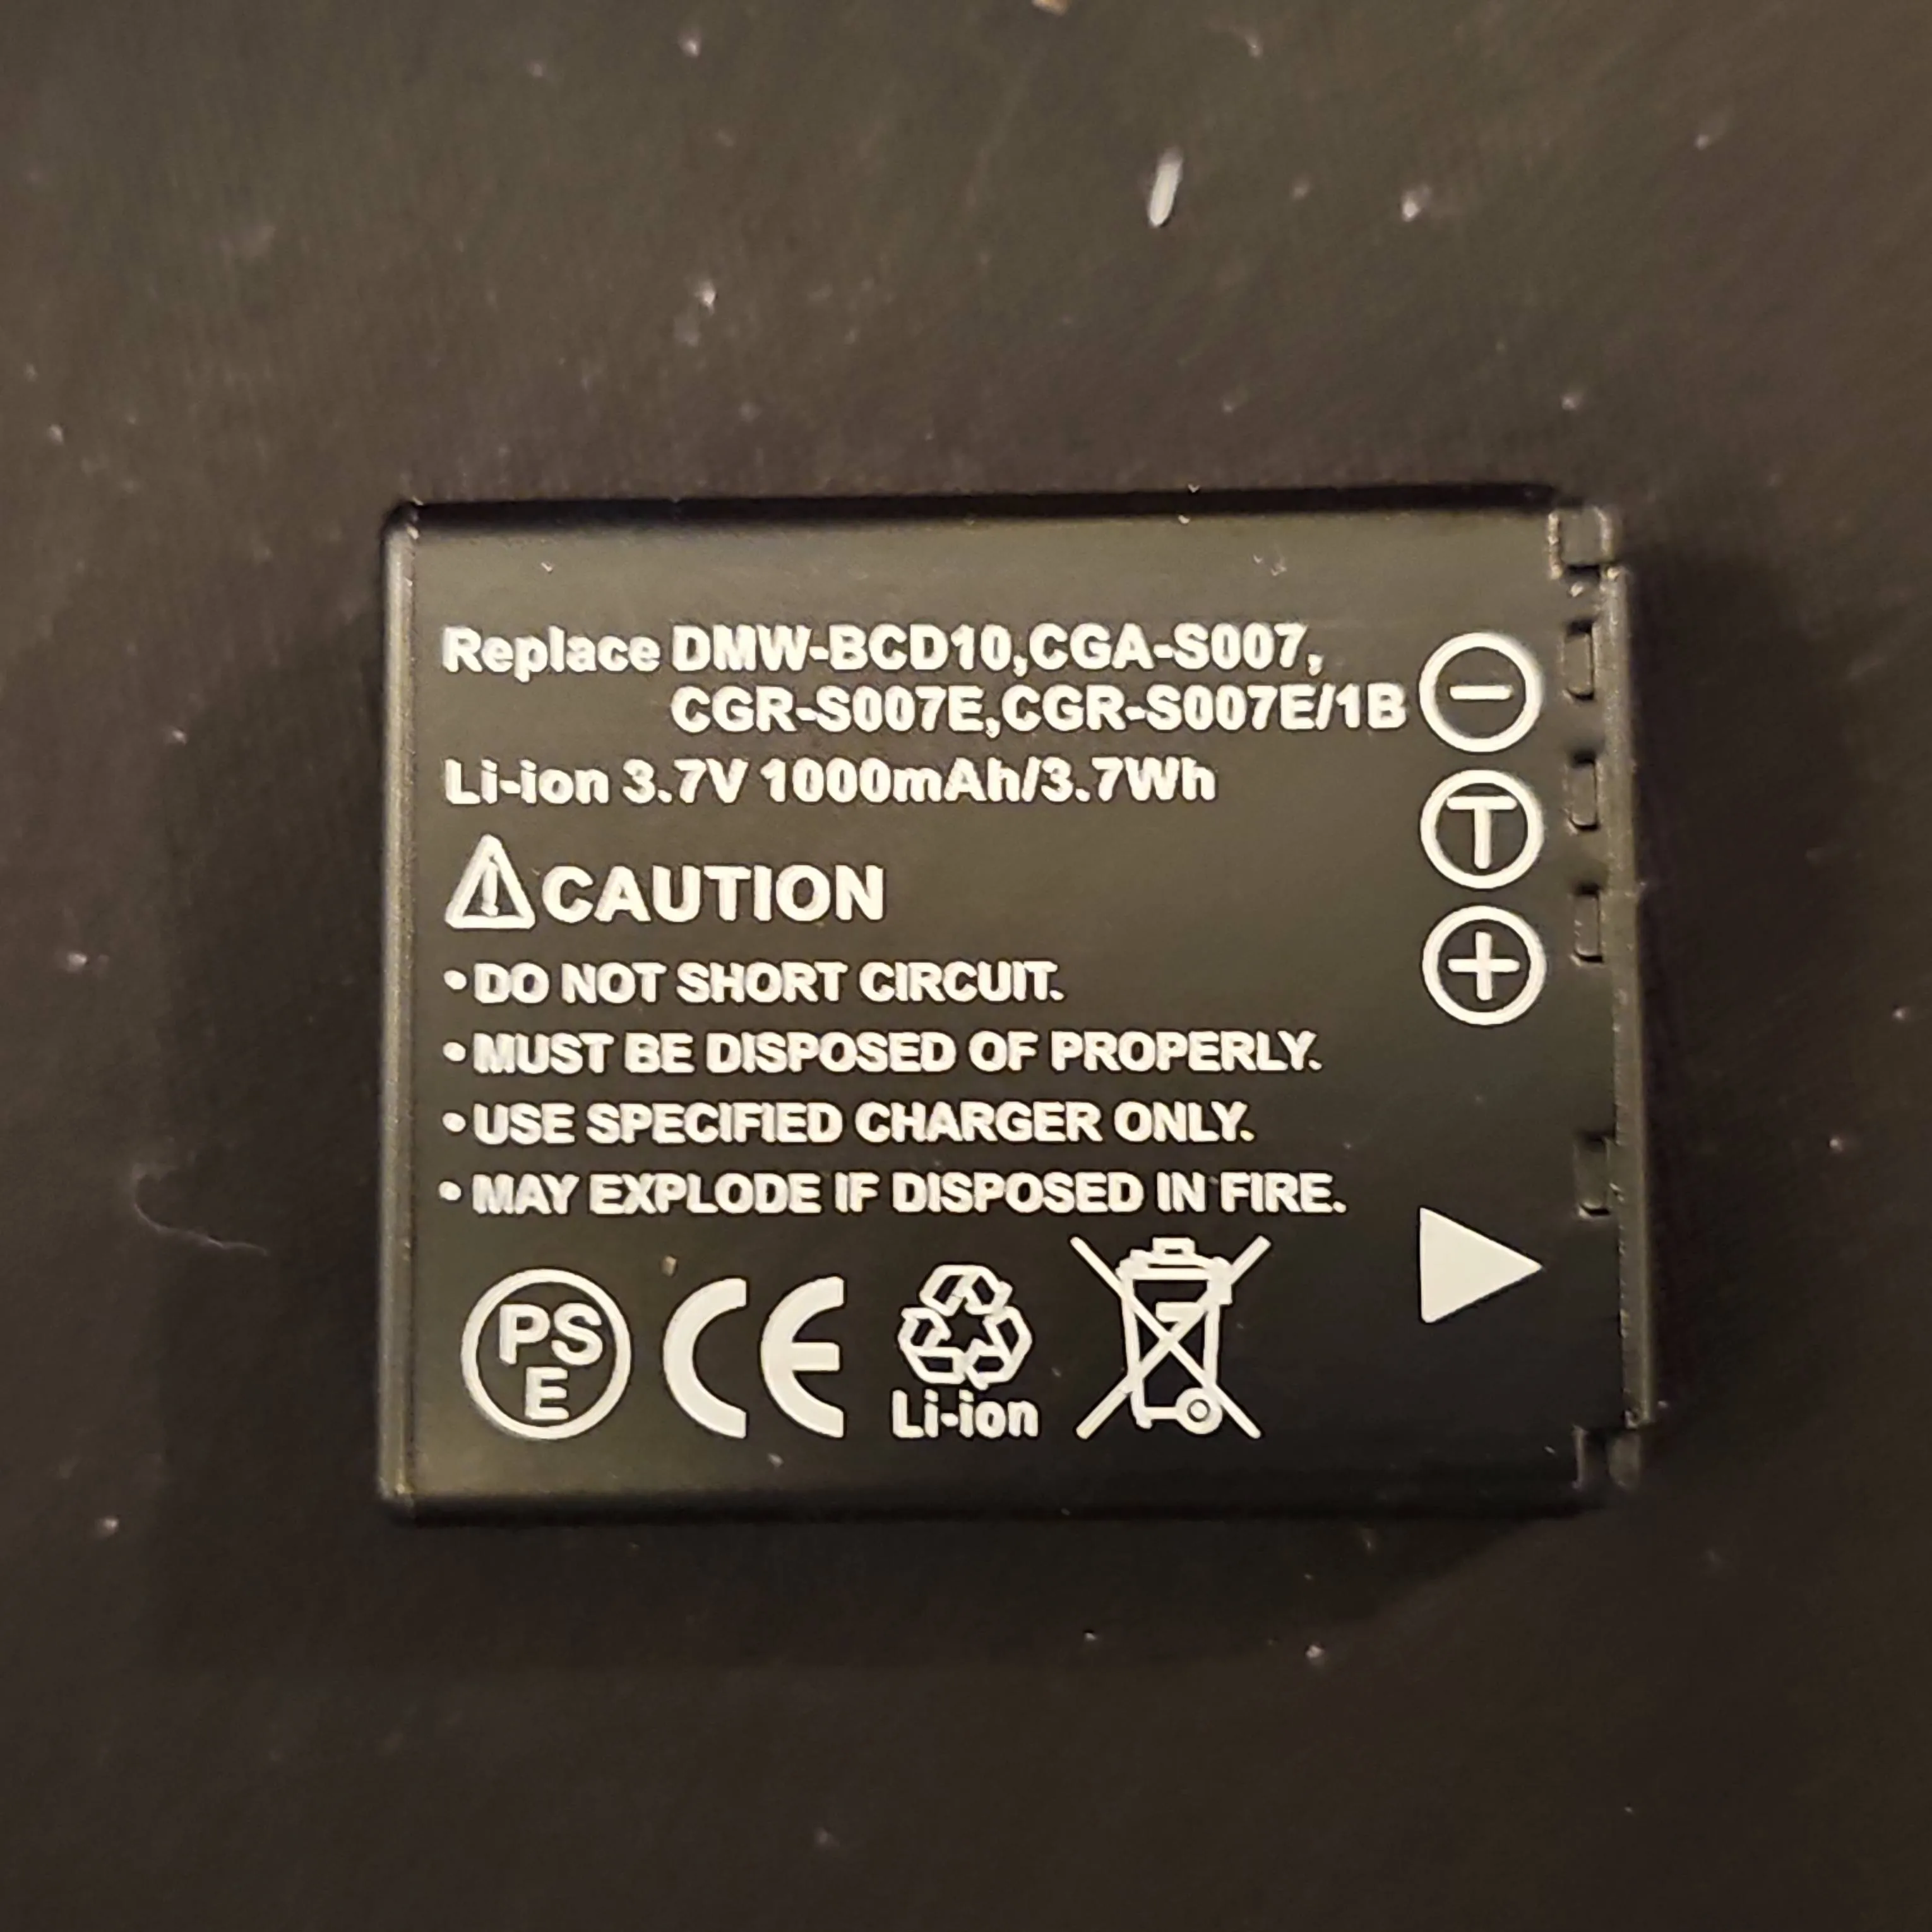 Replace DMW-BCD10,CGA-S007,
CGR-S007E,CGR-S007E/1B
Li-ion 3.7V 1000mAh/3.7Wh
CAUTION
• DO NOT SHORT CIRCUIT.
• MUST BE DISPOSED OF PROPERLY.
• USE SPECIFIED CHARGER ONLY.
• MAY EXPLODE IF DISPOSED IN FIRE.
−
T
+
PS
E
CE
Li-ion